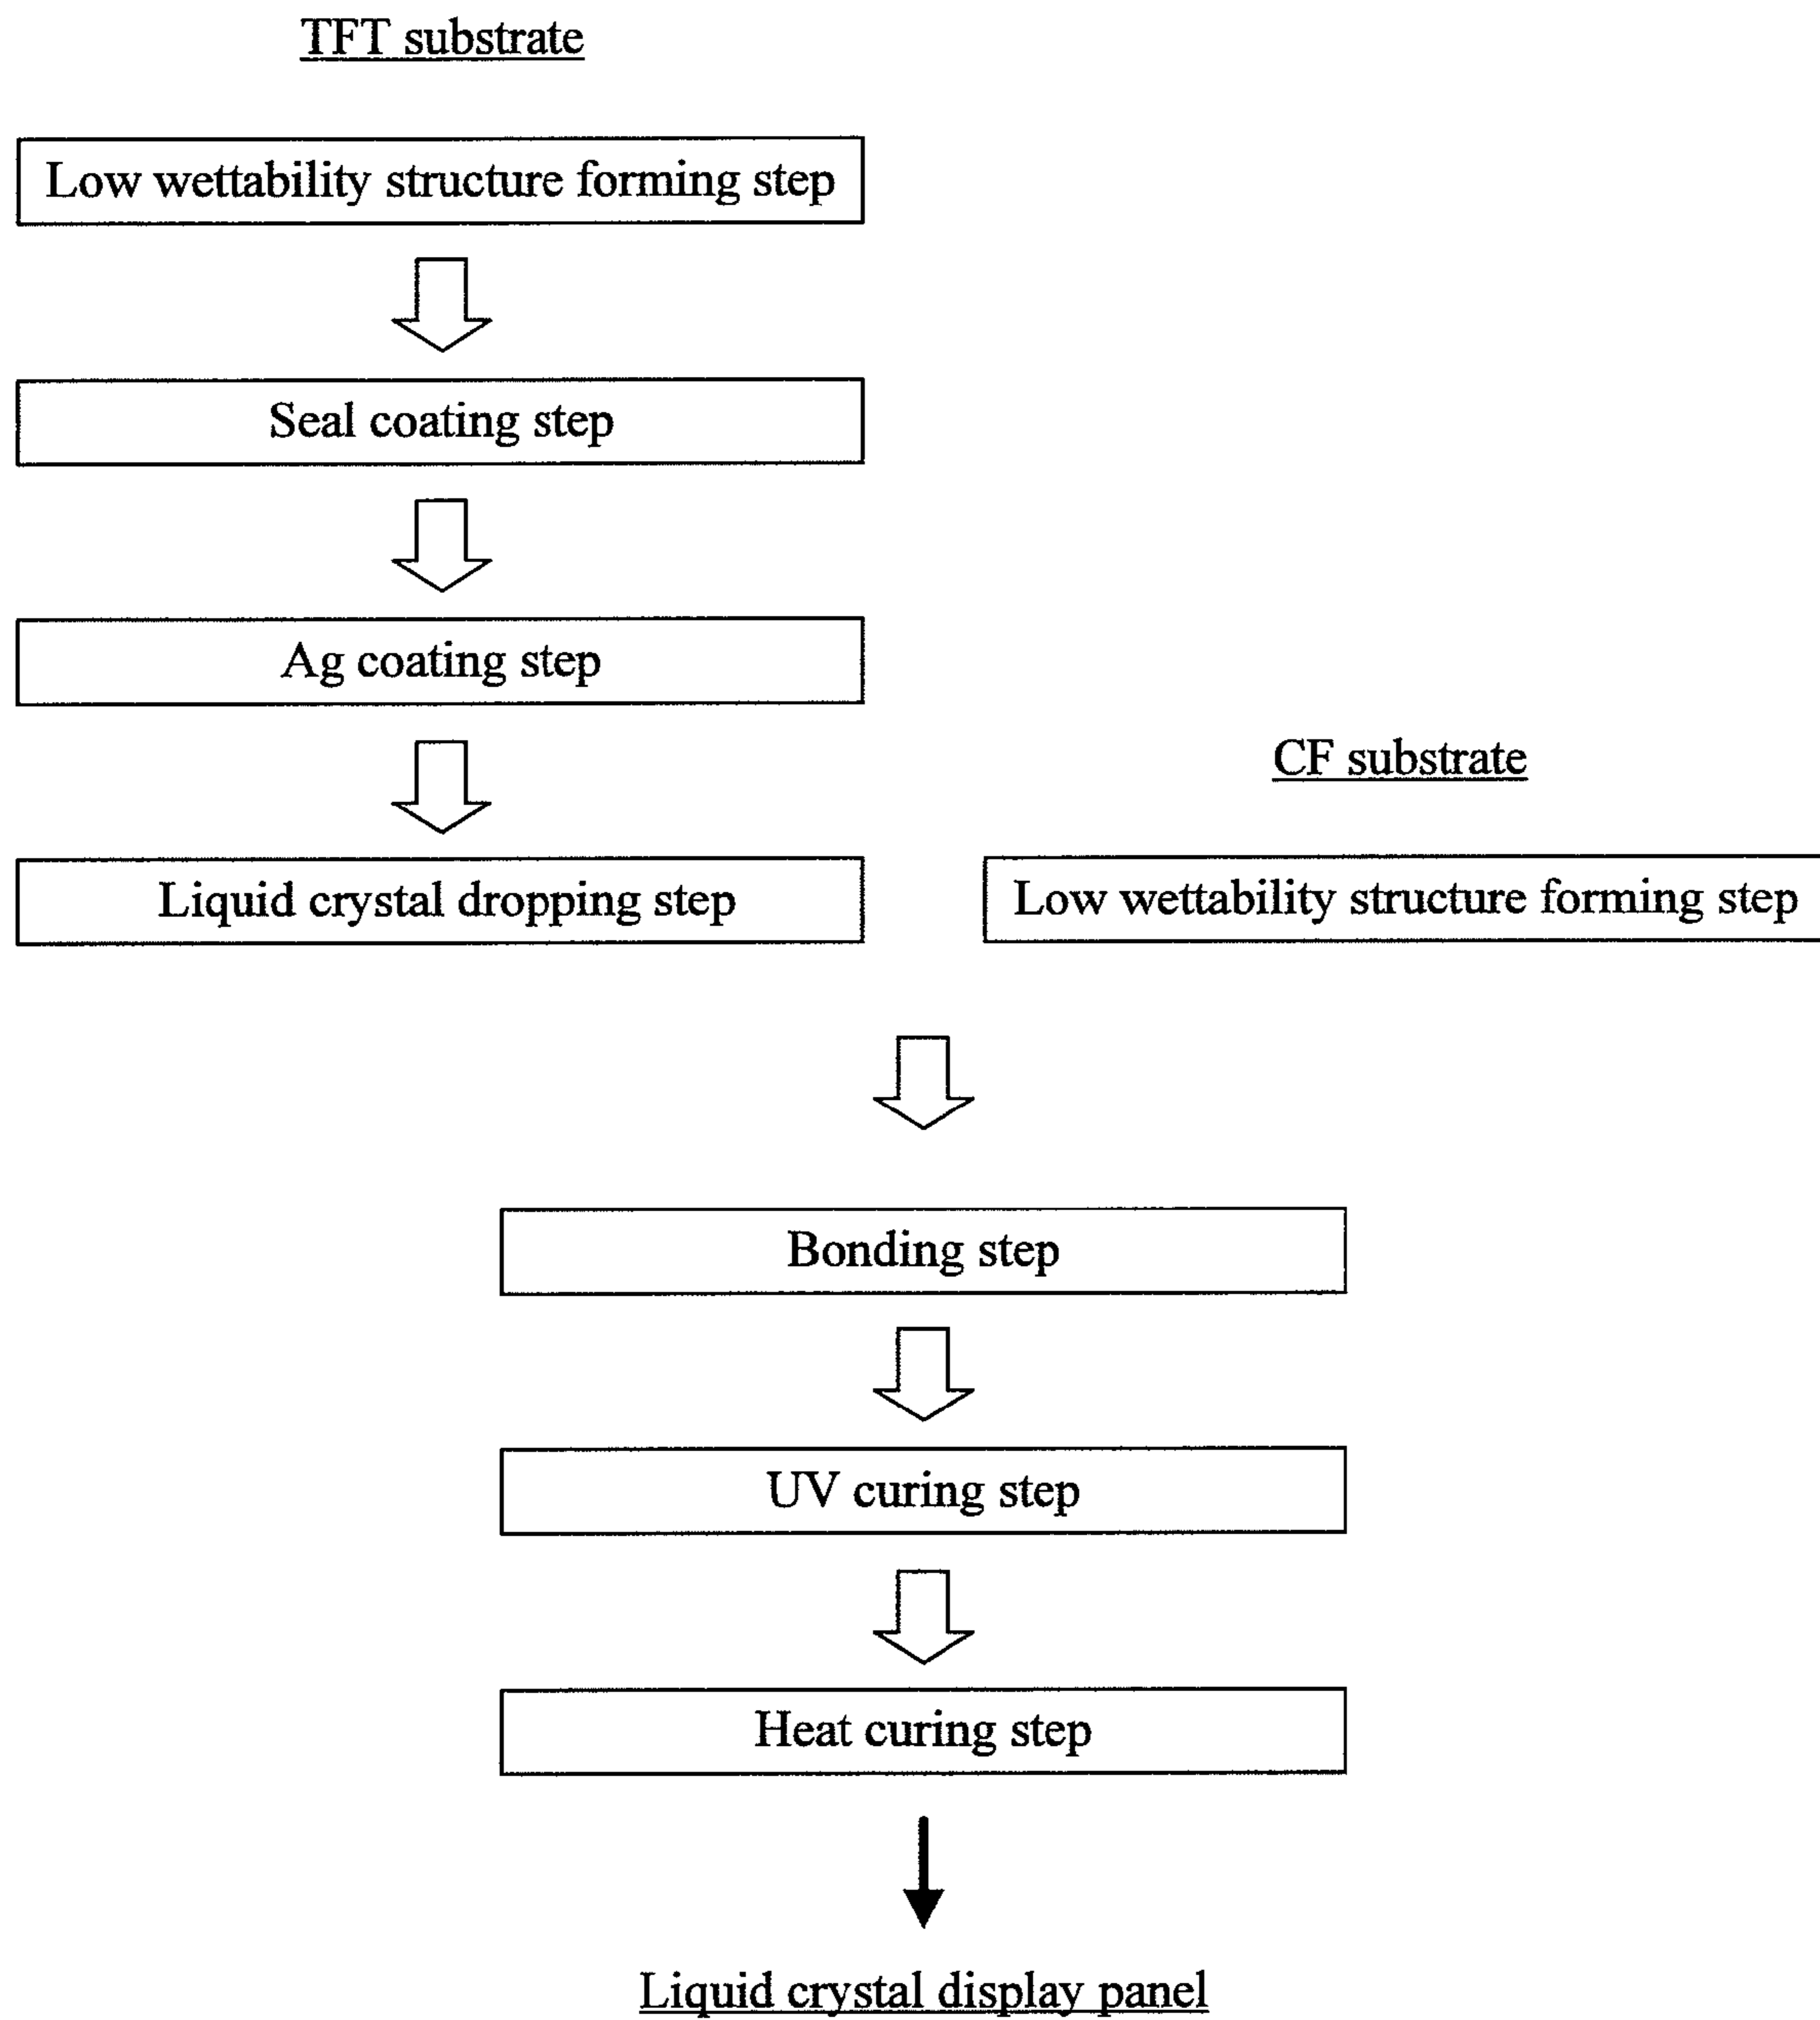 TFT substrate
Low wettability structure forming step
Seal coating step
Ag coating step
CF substrate
Liquid crystal dropping step
Low wettability structure forming step
Bonding step
UV curing step
Heat curing step
Liquid crystal display panel